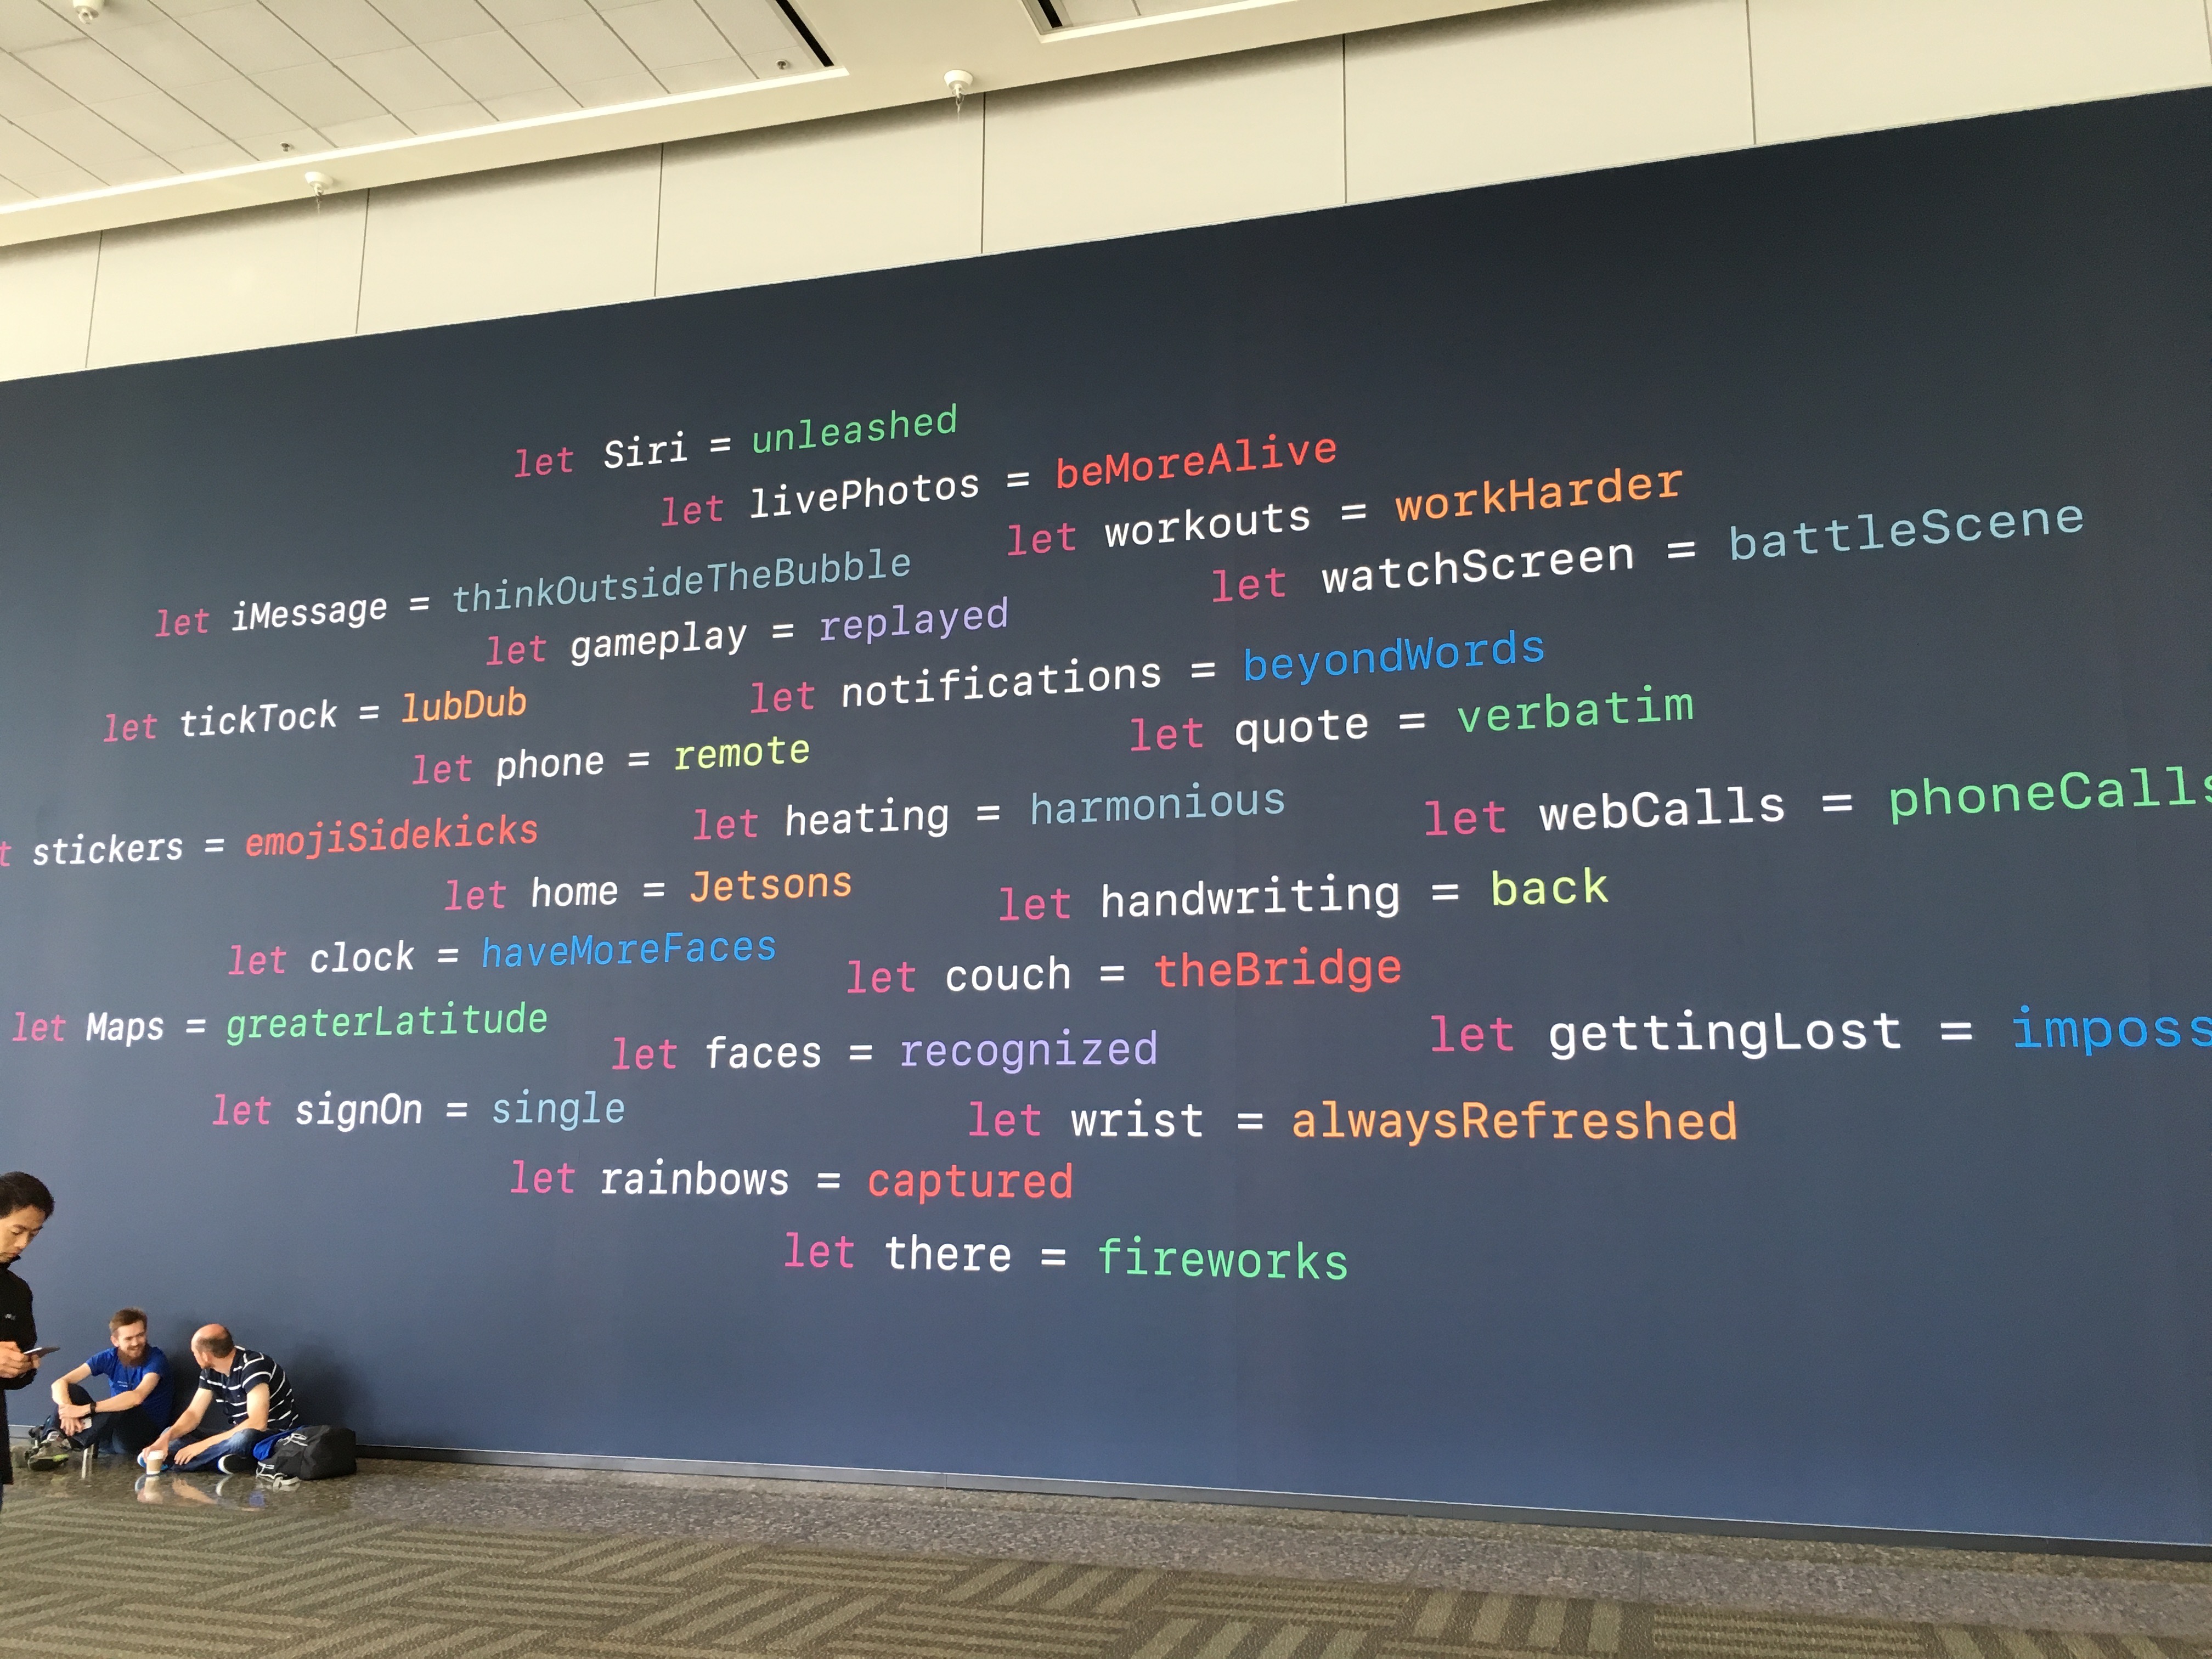 let Siri = unleashed
let livePhotos = beMoreAlive
let workouts = workHarder
let watchScreen = battleScene
let iMessage = thinkOutsideTheBubble
let gameplay = replayed
let notifications = beyondWords
let quote = verbatim
let tickTock = lubDub
let phone = remote
let heating = harmonious
let webCalls = phoneCalls
t stickers = emojiSidekicks
let home = Jetsons
let handwriting = back
let clock = haveMoreFaces
let couch = theBridge
let Maps = greaterLatitude
let faces = recognized
let gettingLost = imposs
let signOn = single
let wrist = alwaysRefreshed
let rainbows = captured
let there = fireworks